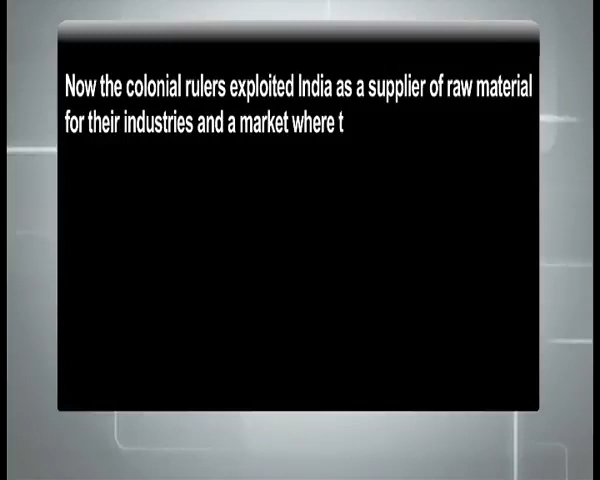 Now the colonial rulers exploited India as a supplier of raw material
for their industries and a market where t